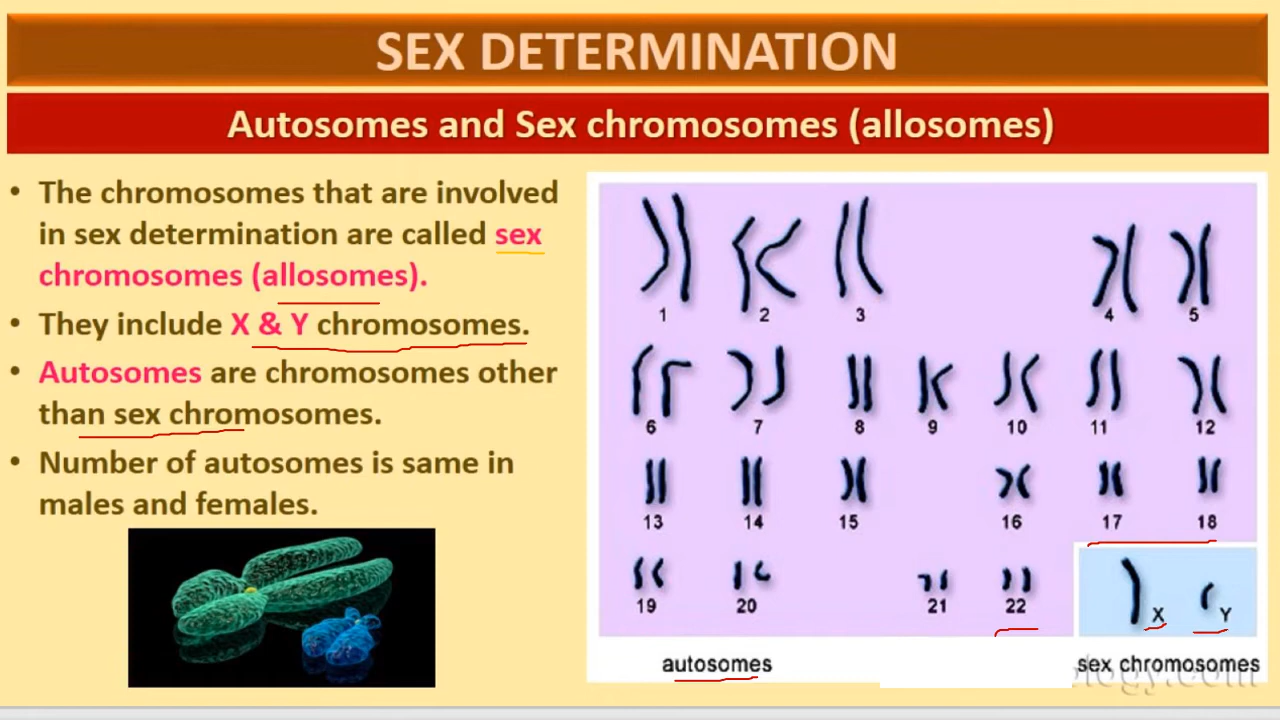 SEX DETERMINATION
Autosomes and Sex chromosomes (allosomes)
• The chromosomes that are involved
in sex determination are called sex
chromosomes (allosomes).
• They include X & Y chromosomes.
• Autosomes are chromosomes other
than sex chromosomes.
• Number of autosomes is same in
males and females.
1 2 3 4 5
6 7 8 9 10 11 12
13 14 15 16 17 18
19 20 21 22 X Y
autosomes sex chromosomes
ology.com